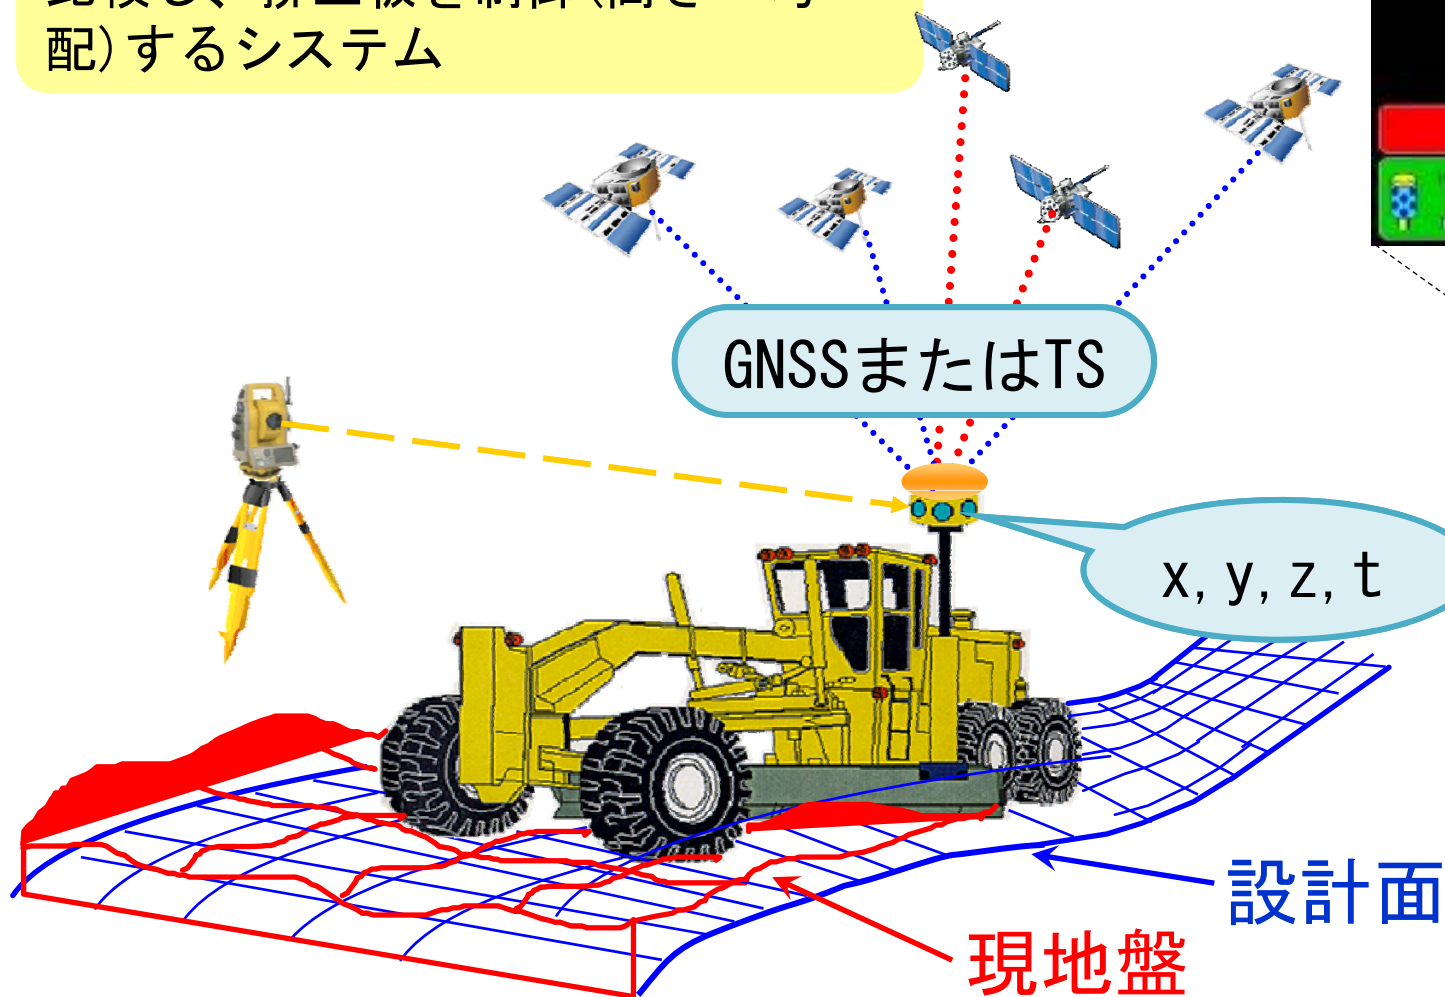 配)するシステム
GNSSまたはTS
x, y, z, t
設計面
現地盤